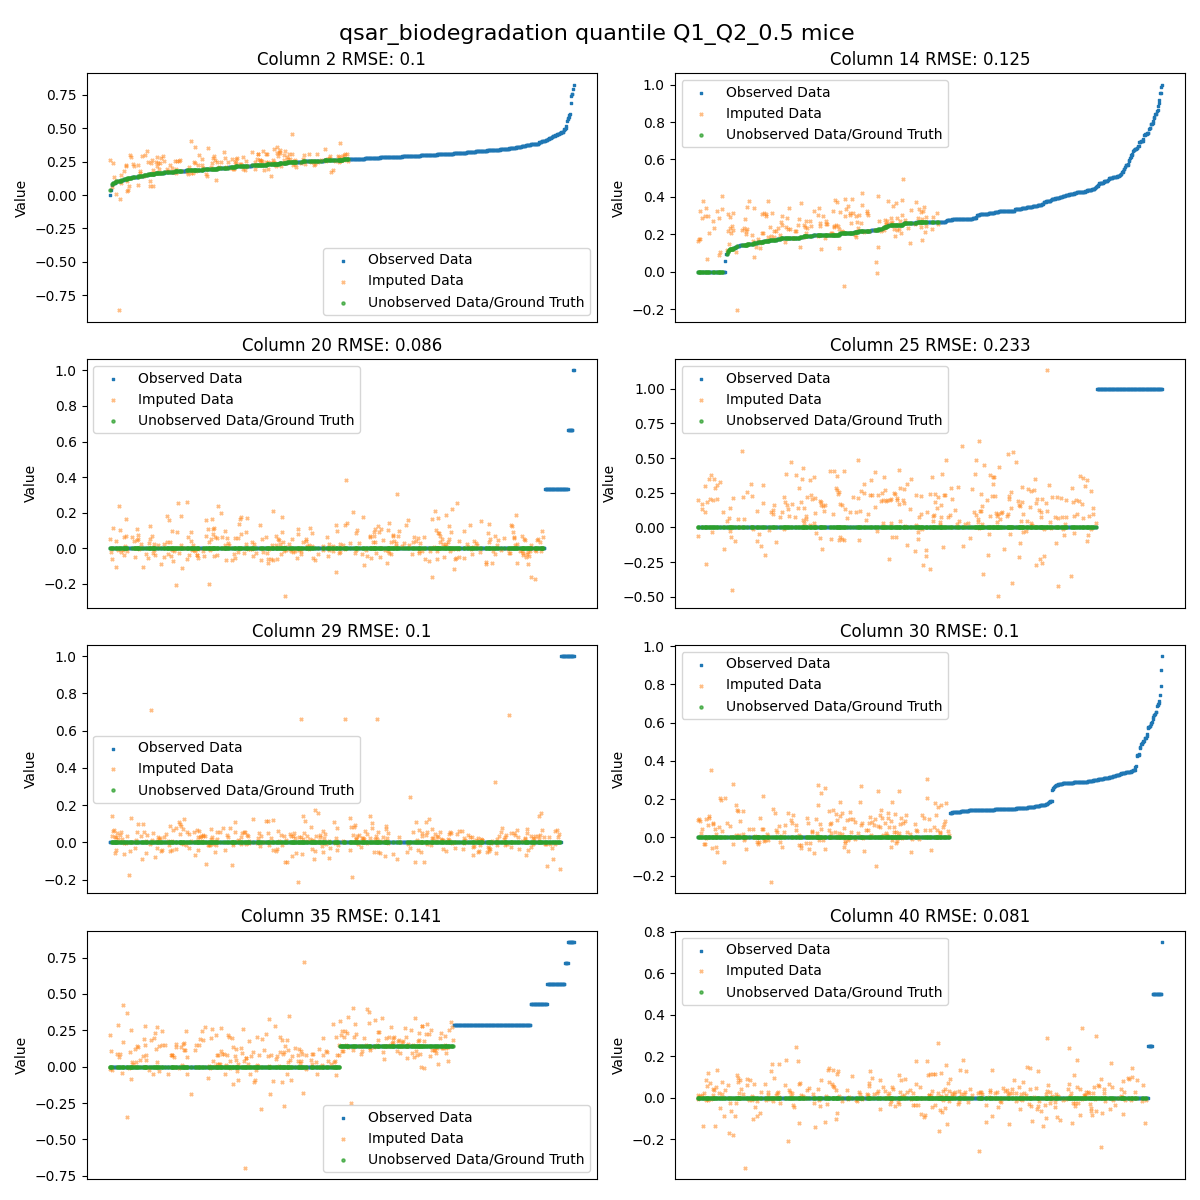 qsar_biodegradation quantile Q1_Q2_0.5 mice
Column 2 RMSE: 0.1
Value
0.75
0.50
0.25
0.00
−0.25
−0.50
−0.75
Observed Data
Imputed Data
Unobserved Data/Ground Truth
Column 14 RMSE: 0.125
Value
1.0
0.8
0.6
0.4
0.2
0.0
−0.2
Observed Data
Imputed Data
Unobserved Data/Ground Truth
Column 20 RMSE: 0.086
Value
1.0
0.8
0.6
0.4
0.2
0.0
−0.2
Observed Data
Imputed Data
Unobserved Data/Ground Truth
Column 25 RMSE: 0.233
Value
1.00
0.75
0.50
0.25
0.00
−0.25
−0.50
Observed Data
Imputed Data
Unobserved Data/Ground Truth
Column 29 RMSE: 0.1
Value
1.0
0.8
0.6
0.4
0.2
0.0
−0.2
Observed Data
Imputed Data
Unobserved Data/Ground Truth
Column 30 RMSE: 0.1
Value
1.0
0.8
0.6
0.4
0.2
0.0
−0.2
Observed Data
Imputed Data
Unobserved Data/Ground Truth
Column 35 RMSE: 0.141
Value
0.75
0.50
0.25
0.00
−0.25
−0.50
−0.75
Observed Data
Imputed Data
Unobserved Data/Ground Truth
Column 40 RMSE: 0.081
Value
0.8
0.6
0.4
0.2
0.0
−0.2
Observed Data
Imputed Data
Unobserved Data/Ground Truth